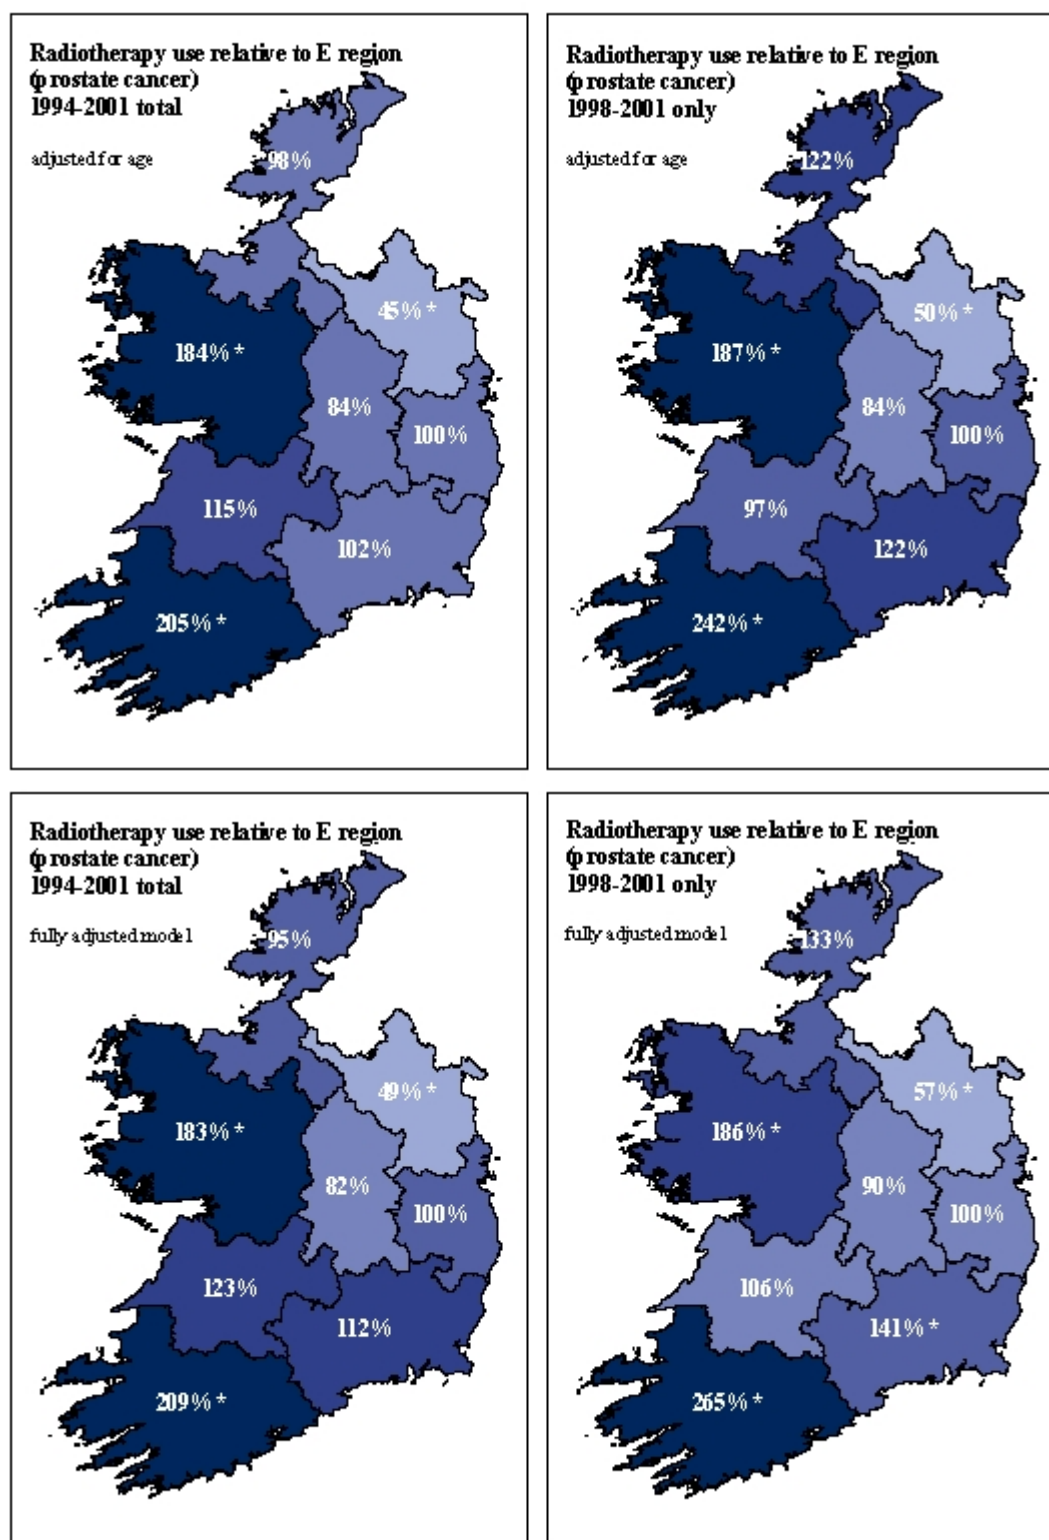 Radiotherapy use relative to E region
(prostate cancer)
1994-2001 total
adjusted for age
98%
45% *
184% *
84%
100%
115%
102%
205% *
Radiotherapy use relative to E region
(prostate cancer)
1998-2001 only
adjusted for age
122%
50% *
187% *
84%
100%
97%
122%
242% *
Radiotherapy use relative to E region
(prostate cancer)
1994-2001 total
fully adjusted model
95%
49% *
183% *
82%
100%
123%
112%
209% *
Radiotherapy use relative to E region
(prostate cancer)
1998-2001 only
fully adjusted model
133%
57% *
186% *
90%
100%
106%
141% *
265% *